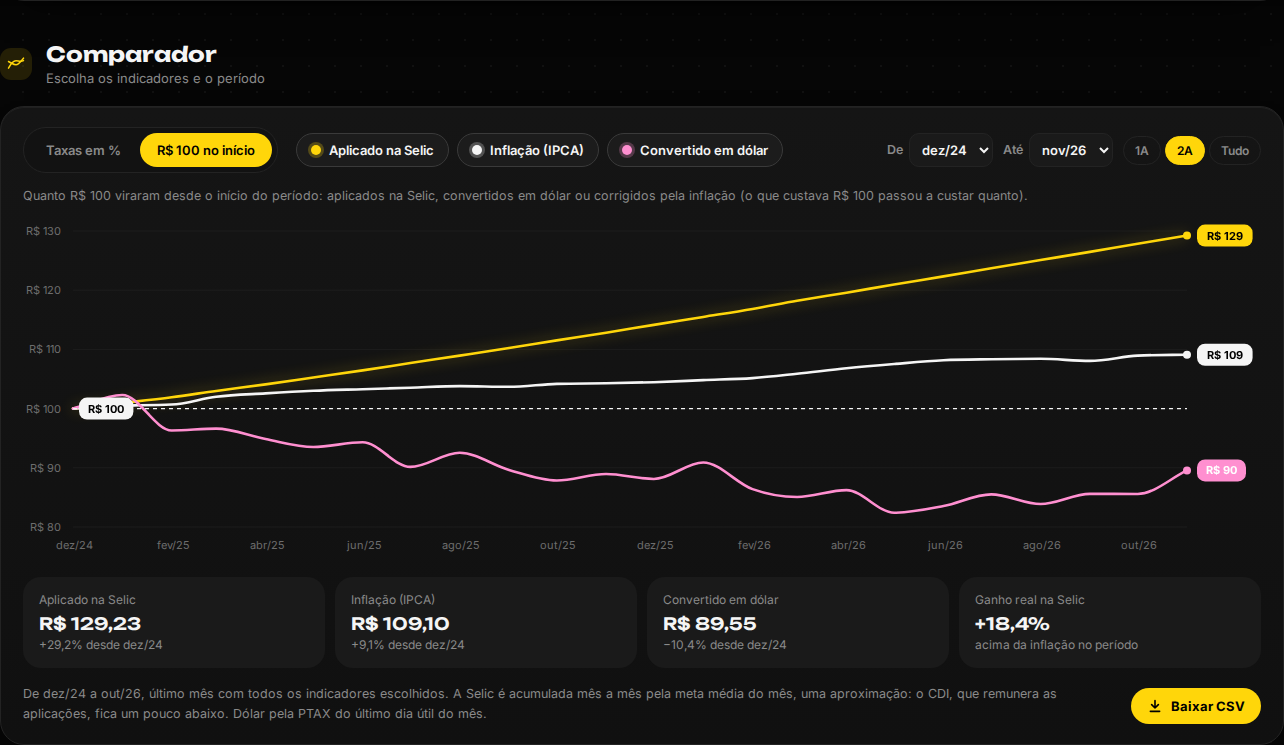 Comparador
Escolha os indicadores e o período
Taxas em %
R$ 100 no início
Aplicado na Selic
Inflação (IPCA)
Convertido em dólar
De
dez/24
Até
nov/26
1A
2A
Tudo
Quanto R$ 100 viraram desde o início do período: aplicados na Selic, convertidos em dólar ou corrigidos pela inflação (o que custava R$ 100 passou a custar quanto).
R$ 130
R$ 120
R$ 110
R$ 100
R$ 90
R$ 80
R$ 100
R$ 129
R$ 109
R$ 90
dez/24
fev/25
abr/25
jun/25
ago/25
out/25
dez/25
fev/26
abr/26
jun/26
ago/26
out/26
Aplicado na Selic
R$ 129,23
+29,2% desde dez/24
Inflação (IPCA)
R$ 109,10
+9,1% desde dez/24
Convertido em dólar
R$ 89,55
−10,4% desde dez/24
Ganho real na Selic
+18,4%
acima da inflação no período
De dez/24 a out/26, último mês com todos os indicadores escolhidos. A Selic é acumulada mês a mês pela meta média do mês, uma aproximação: o CDI, que remunera as
aplicações, fica um pouco abaixo. Dólar pela PTAX do último dia útil do mês.
Baixar CSV